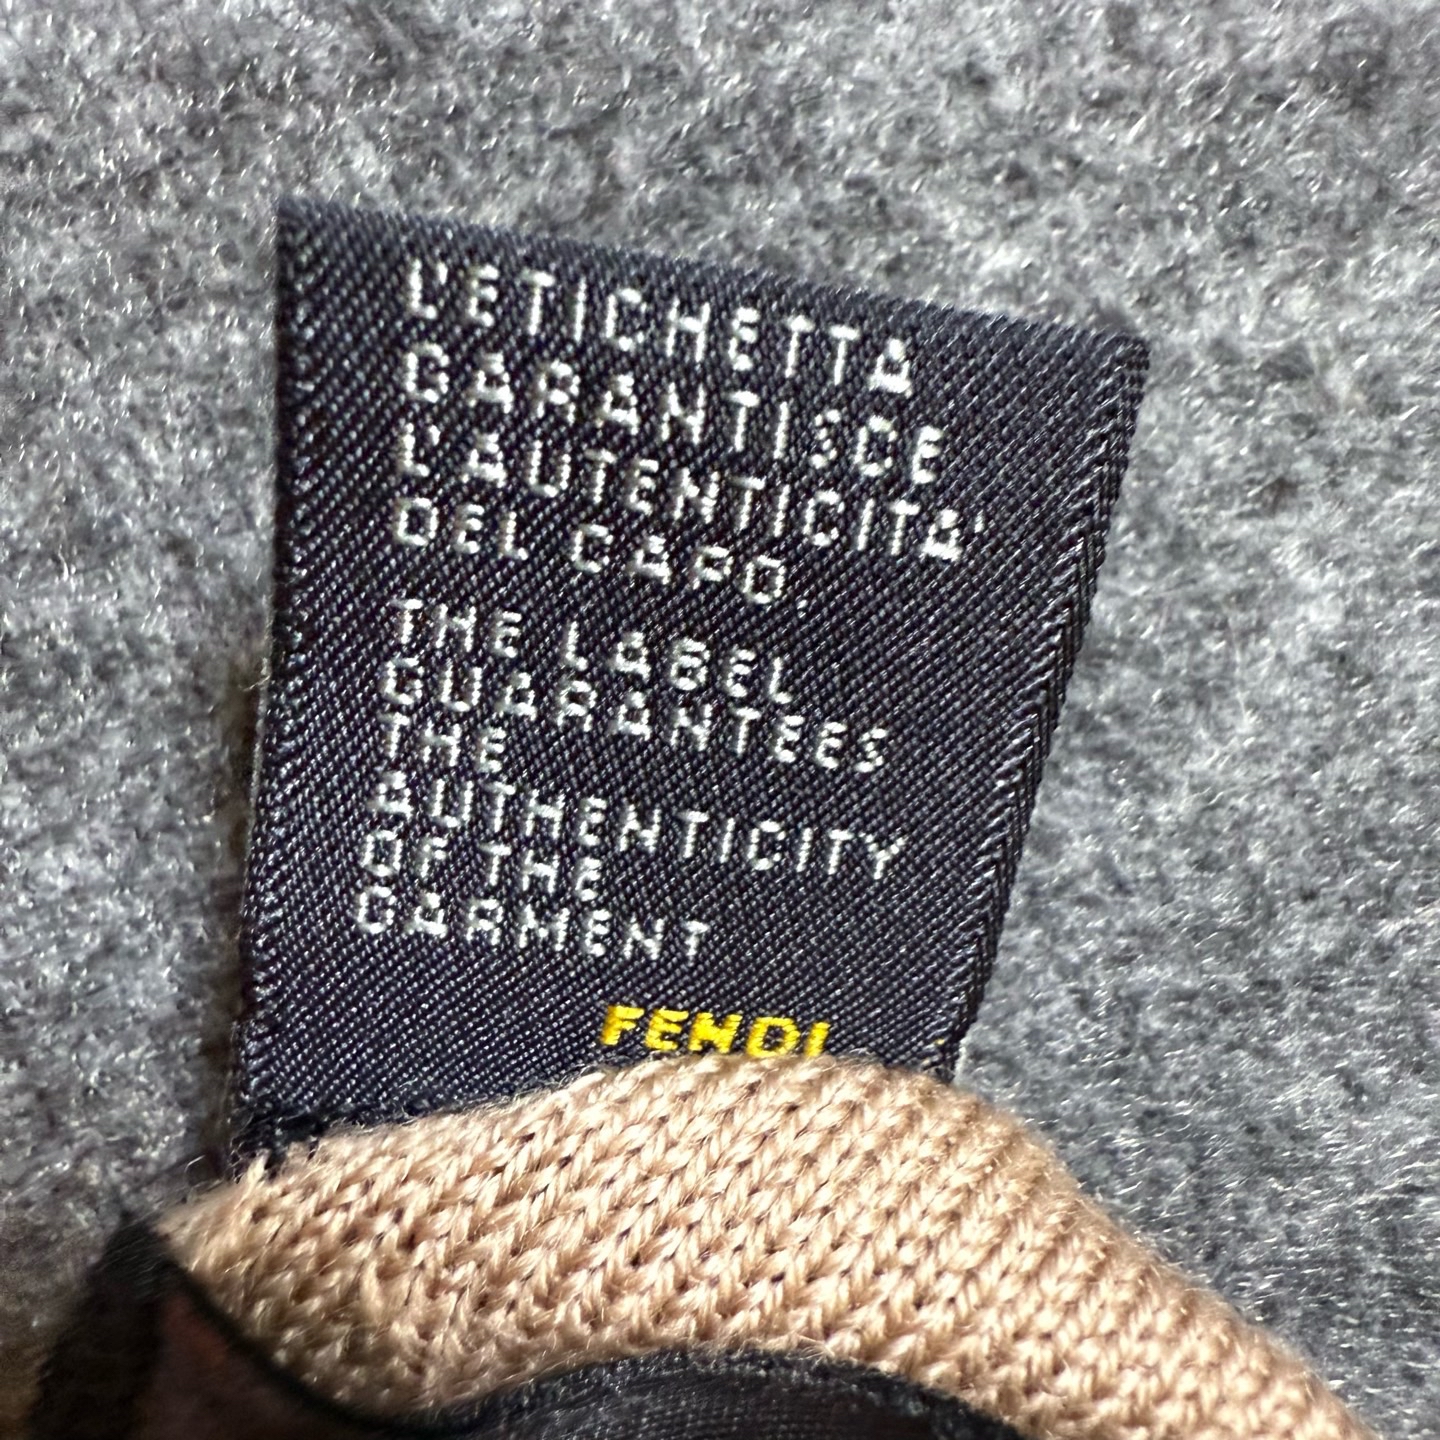 L'ETICHETTA
GARANTISCE
L'AUTENTICITA'
DEL CAPO.
THE LABEL
GUARANTEES
THE
AUTHENTICITY
OF THE
GARMENT
FENDI